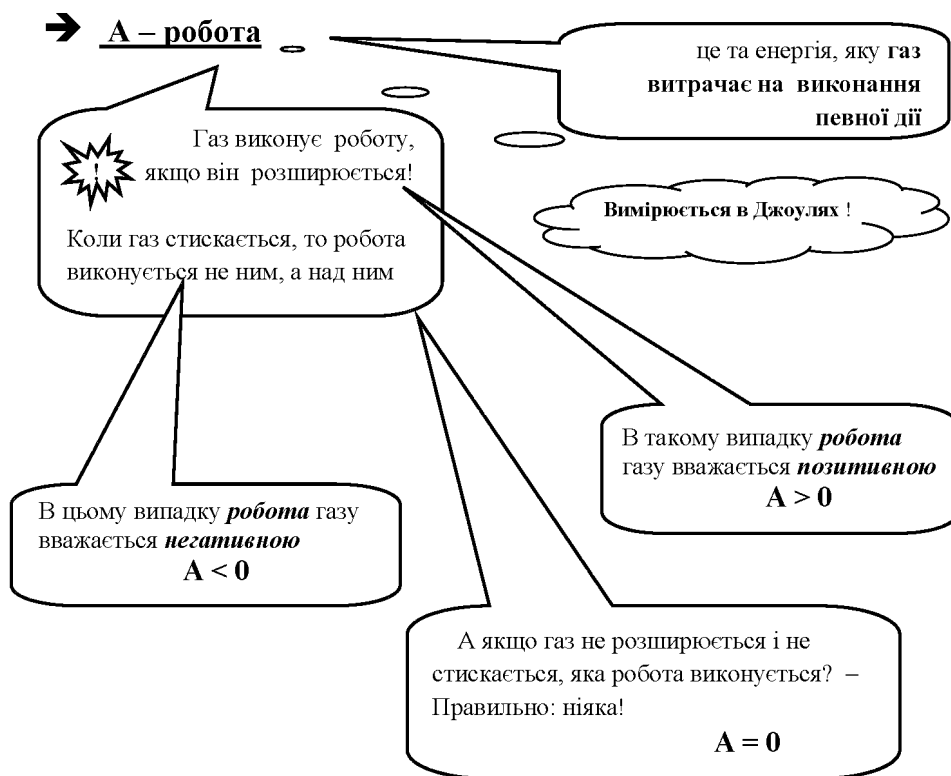 ➔ А – робота
це та енергія, яку газ
витрачає на виконання
певної дії
Газ виконує роботу,
! якщо він розширюється!
Коли газ стискається, то робота
виконується не ним, а над ним
Вимірюється в Джоулях !
В такому випадку робота
газу вважається позитивною
А > 0
В цьому випадку робота газу
вважається негативною
А < 0
А якщо газ не розширюється і не
стискається, яка робота виконується? –
Правильно: ніяка!
А = 0